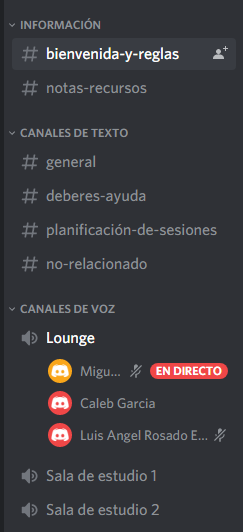 INFORMACIÓN
bienvenida-y-reglas
notas-recursos
CANALES DE TEXTO
general
deberes-ayuda
planificación-de-sesiones
no-relacionado
CANALES DE VOZ
Lounge
Migu... EN DIRECTO
Caleb Garcia
Luis Angel Rosado E...
Sala de estudio 1
Sala de estudio 2